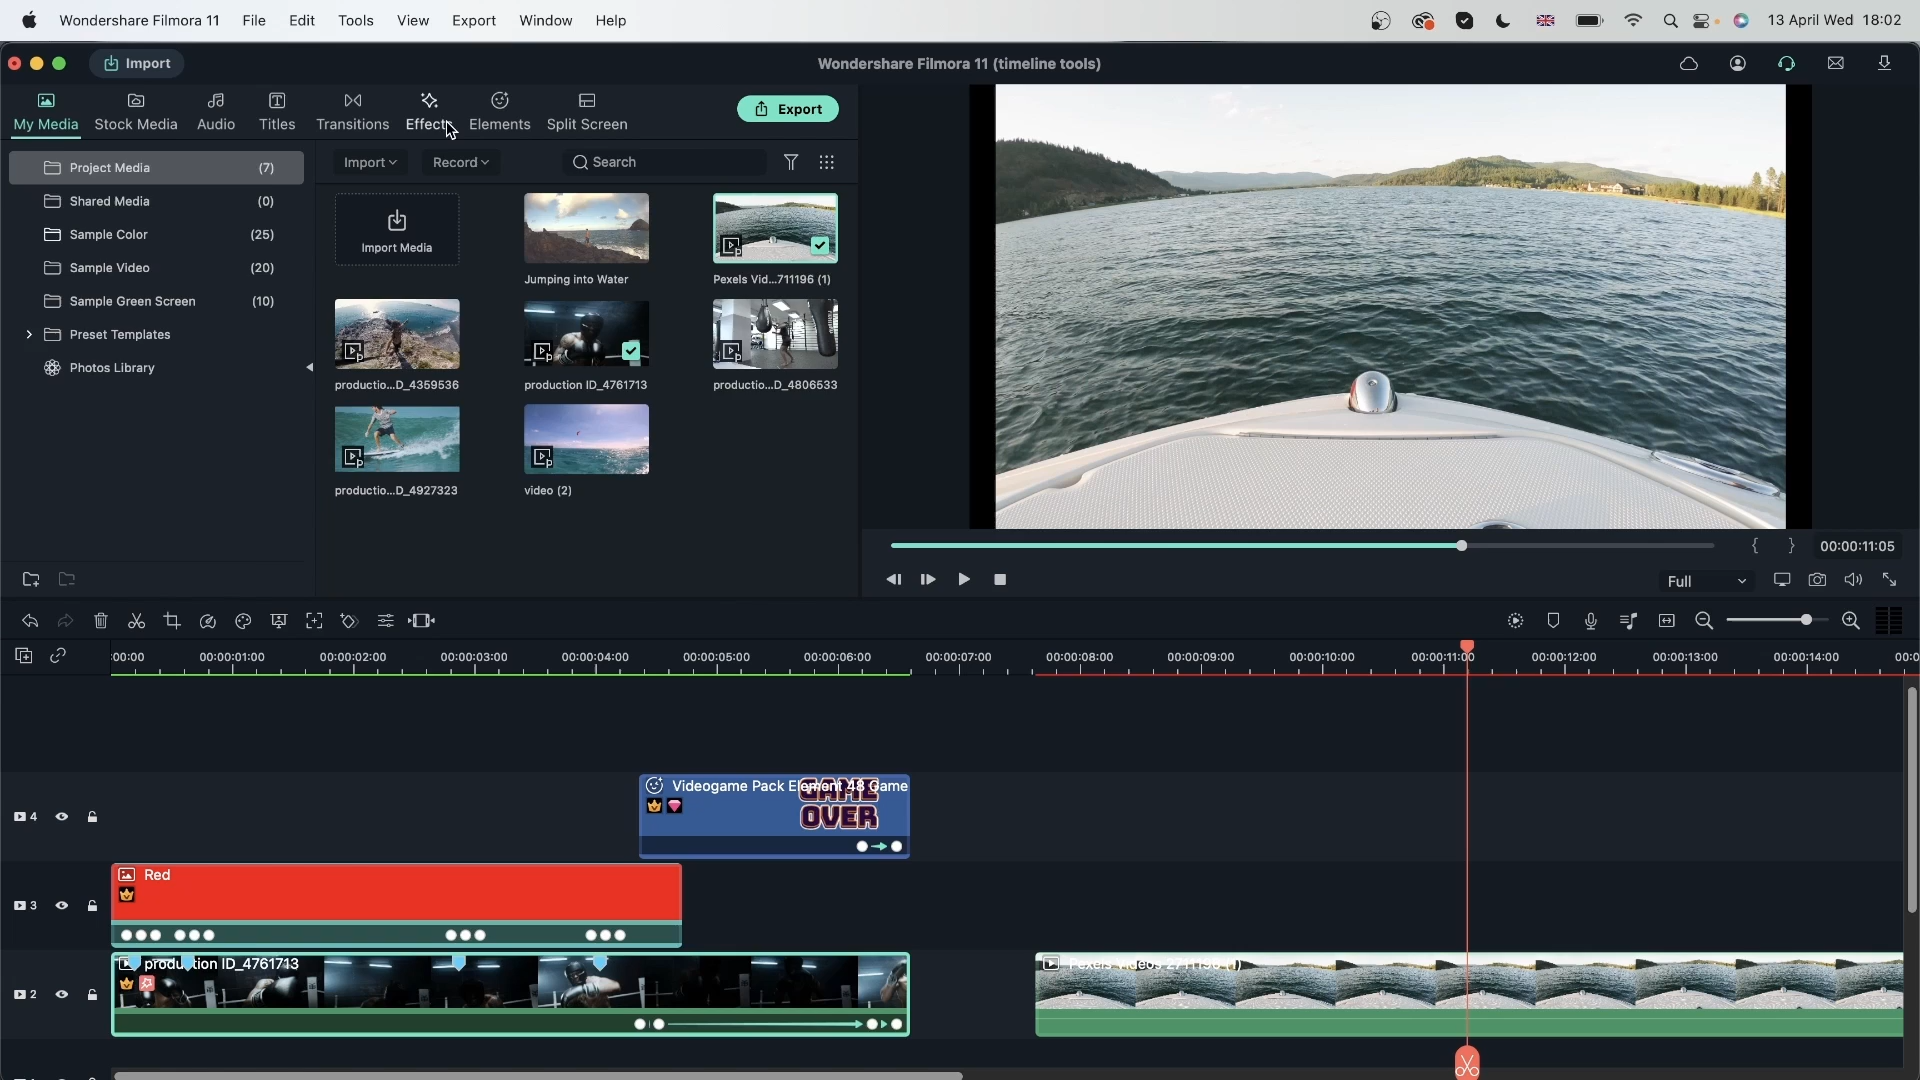 Wondershare Filmora 11 File Edit Tools View Export Window Help 13 April Wed 18:02
Import Wondershare Filmora 11 (timeline tools)
My Media Stock Media Audio Titles Transitions Effects Elements Split Screen Export
Project Media (7)
Shared Media (0)
Sample Color (25)
Sample Video (20)
Sample Green Screen (10)
Preset Templates
Photos Library
Import Record Search
Import Media
Jumping into Water
Pexels Vid...711196 (1)
productio...D_4359536
production ID_4761713
productio...D_4806533
productio...D_4927323
video (2)
{ } 00:00:11:05
Full
:00:00 00:00:01:00 00:00:02:00 00:00:03:00 00:00:04:00 00:00:05:00 00:00:06:00 00:00:07:00 00:00:08:00 00:00:09:00 00:00:10:00 00:00:11:00 00:00:12:00 00:00:13:00 00:00:14:00 00:0
4
Videogame Pack Element 48 Game
GAME
OVER
3
Red
2
production ID_4761713
Pexels Videos 2711196 (1)